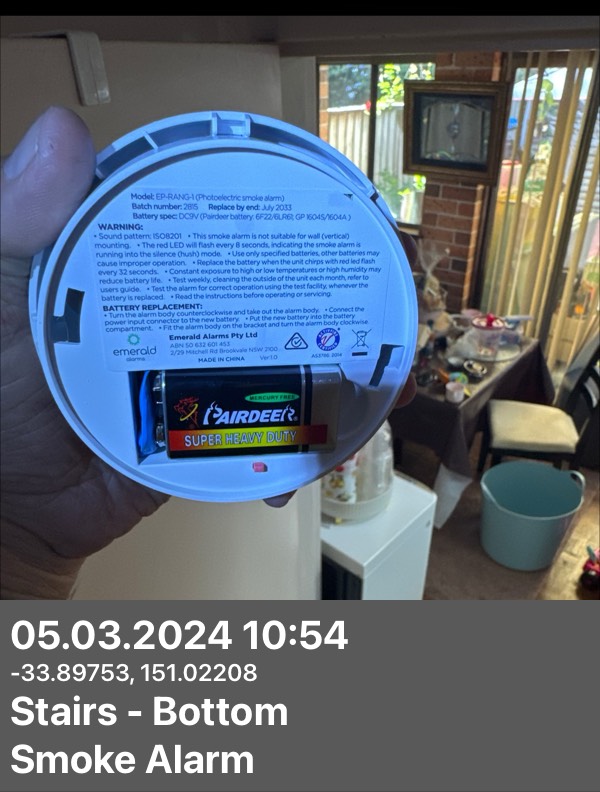 Model: EP-RANG-1 (Photoelectric smoke alarm)
Batch number: 2815 Replace by end: July 2033
Battery spec: DC9V (Pairdeer battery: 6F22/6LR61; GP 1604S/1604A )
WARNING:
• Sound pattern: ISO8201 • This smoke alarm is not suitable for wall (vertical)
mounting. • The red LED will flash every 8 seconds, indicating the smoke alarm is
running into the silence (hush) mode. • Use only specified batteries, other batteries may
cause improper operation. • Replace the battery when the unit chirps with red led flash
every 32 seconds. • Constant exposure to high or low temperatures or high humidity may
reduce battery life. • Test weekly, cleaning the outside of the unit each month, refer to
users guide. • Test the alarm for correct operation using the test facility, whenever the
battery is replaced. • Read the instructions before operating or servicing.
BATTERY REPLACEMENT:
• Turn the alarm body counterclockwise and take out the alarm body. • Connect the
power input connector to the new battery. • Put the new battery into the battery
compartment. • Fit the alarm body on the bracket and turn the alarm body clockwise.
emerald
alarms
Emerald Alarms Pty Ltd
ABN 50 632 601 453
2/29 Mitchell Rd Brookvale NSW 2100
MADE IN CHINA Ver1.0
AS3786: 2014
MERCURY FREE
PAIRDEER
SUPER HEAVY DUTY
05.03.2024 10:54
-33.89753, 151.02208
Stairs - Bottom
Smoke Alarm